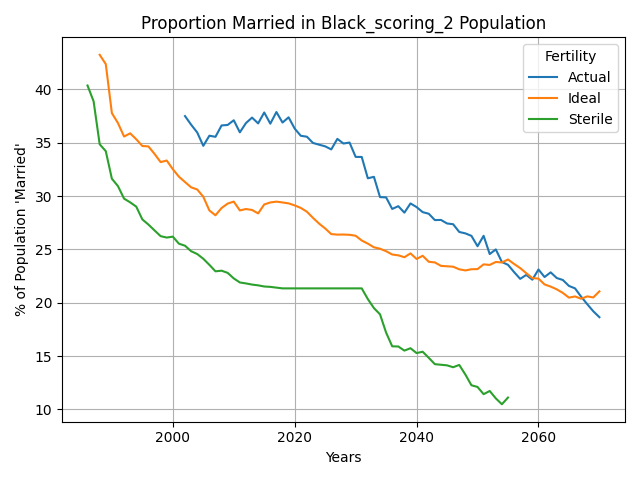 Proportion Married in Black_scoring_2 Population
Fertility
Actual
Ideal
Sterile
% of Population 'Married'
40
35
30
25
20
15
10
2000
2020
2040
2060
Years